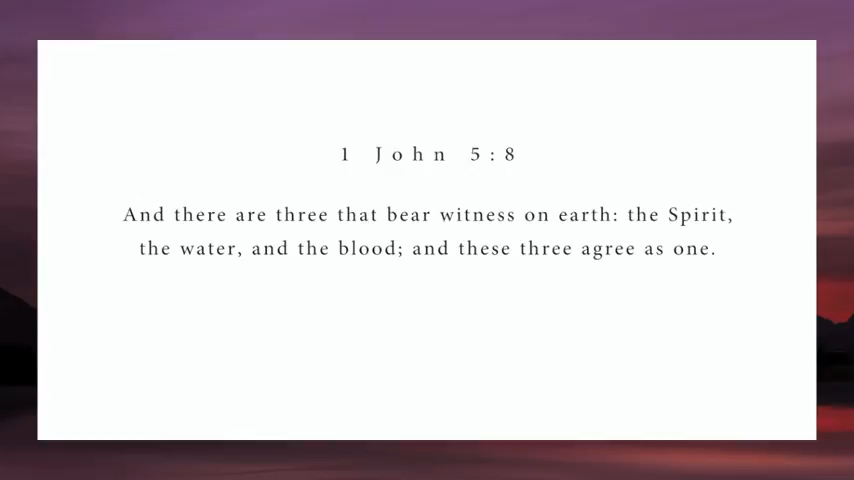 1 John 5:8
And there are three that bear witness on earth: the Spirit,
the water, and the blood; and these three agree as one.